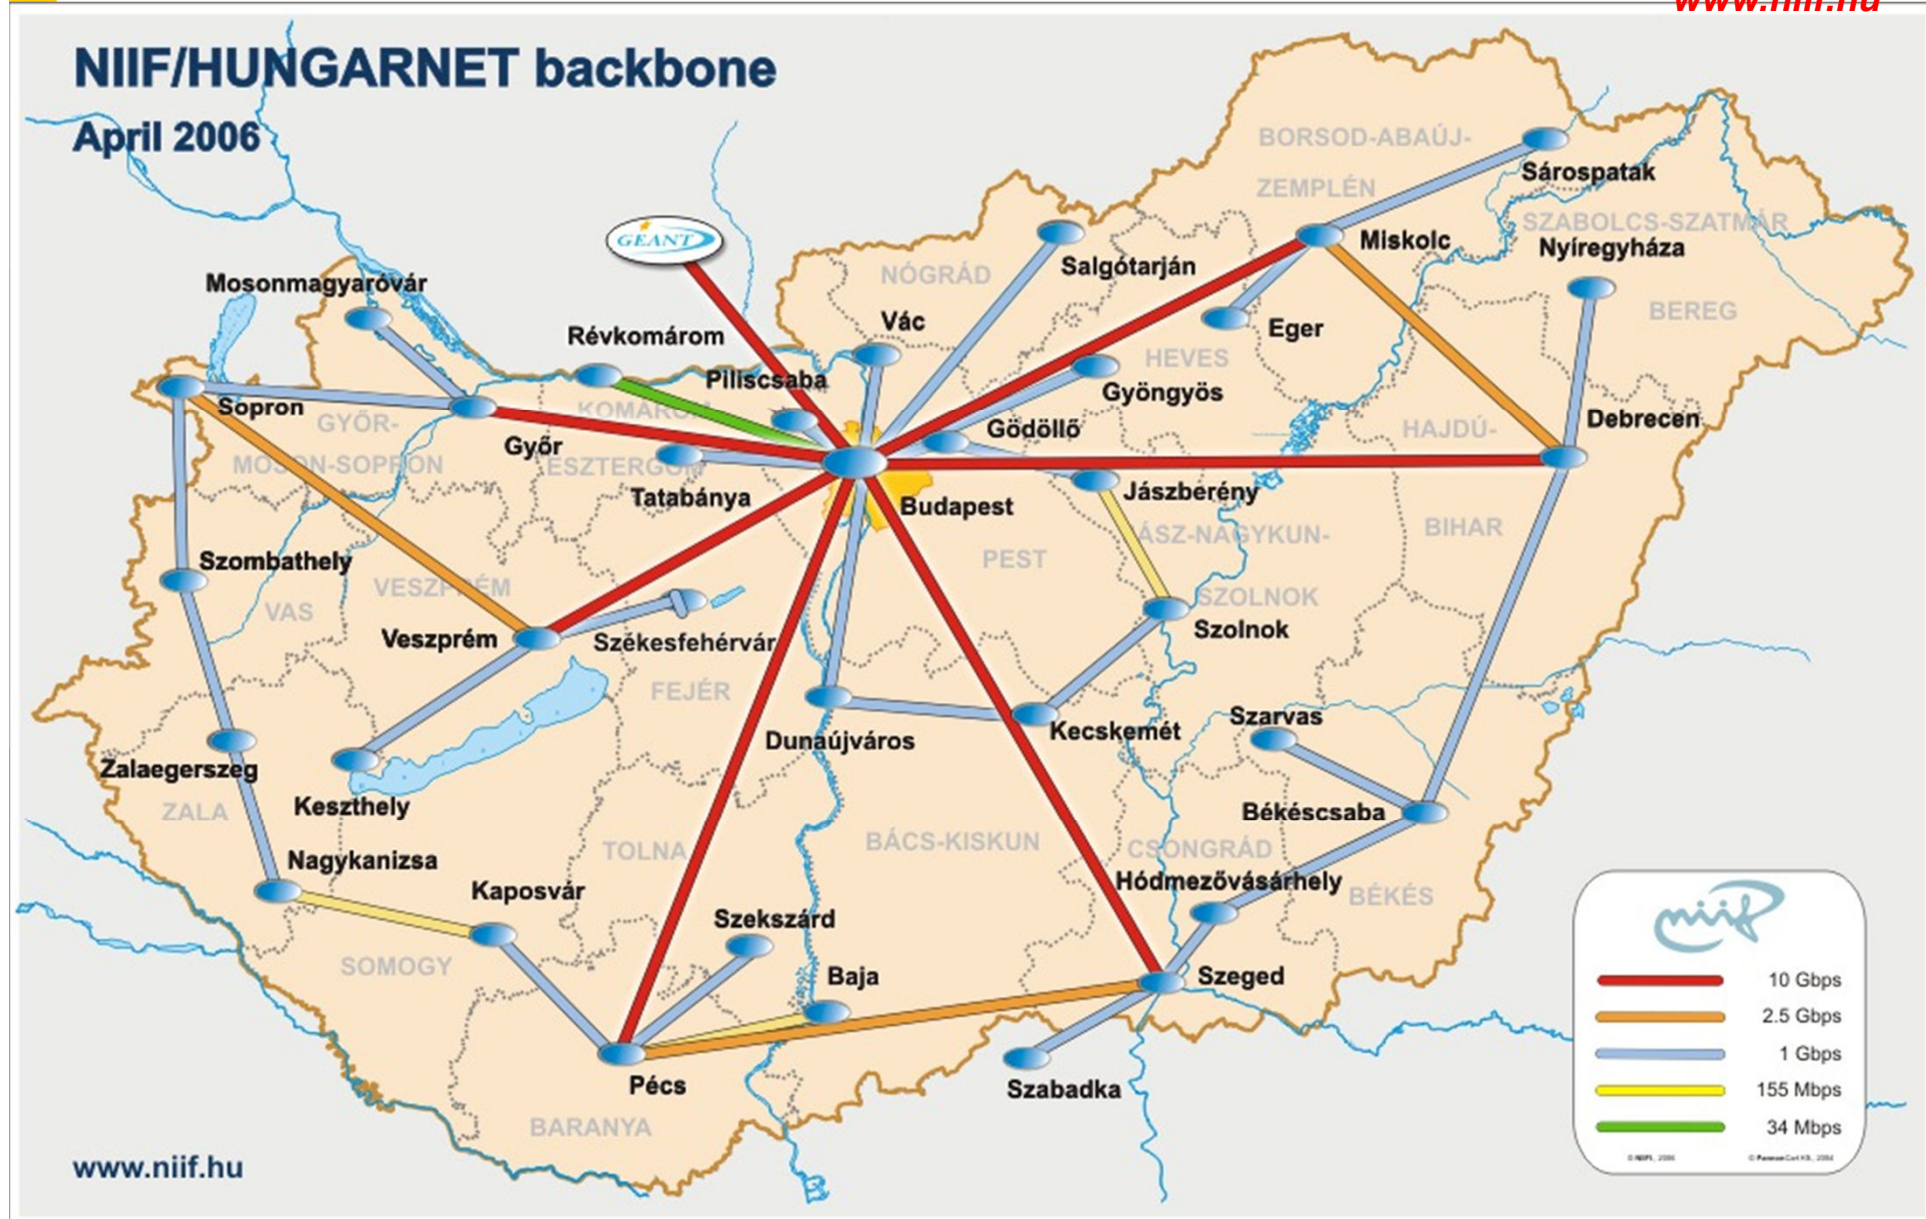 www.niif.hu
NIIF/HUNGARNET backbone
April 2006
BORSOD-ABAÚJ-
Sárospatak
ZEMPLÉN
SZABOLCS-SZATMÁR
GÉANT
Miskolc
Nyíregyháza
Salgótarján
NÓGRÁD
Mosonmagyaróvár
BEREG
Vác
Eger
Révkomárom
HEVES
Piliscsaba
Gyöngyös
Sopron
KOMÁROM
Debrecen
GYŐR-
Gödöllő
HAJDÚ-
Győr
MOSON-SOPRON
ESZTERGOM
Tatabánya
Jászberény
Budapest
BIHAR
ÁSZ-NAGYKUN-
Szombathely
PEST
VESZPRÉM
SZOLNOK
VAS
Szolnok
Veszprém
Székesfehérvár
FEJÉR
Szarvas
Kecskemét
Dunaújváros
Zalaegerszeg
Keszthely
ZALA
Békéscsaba
BÁCS-KISKUN
TOLNA
CSONGRÁD
Nagykanizsa
Hódmezővásárhely
Kaposvár
BÉKÉS
Szekszárd
niif
SOMOGY
Baja
Szeged
10 Gbps
2.5 Gbps
1 Gbps
Pécs
Szabadka
155 Mbps
BARANYA
34 Mbps
www.niif.hu